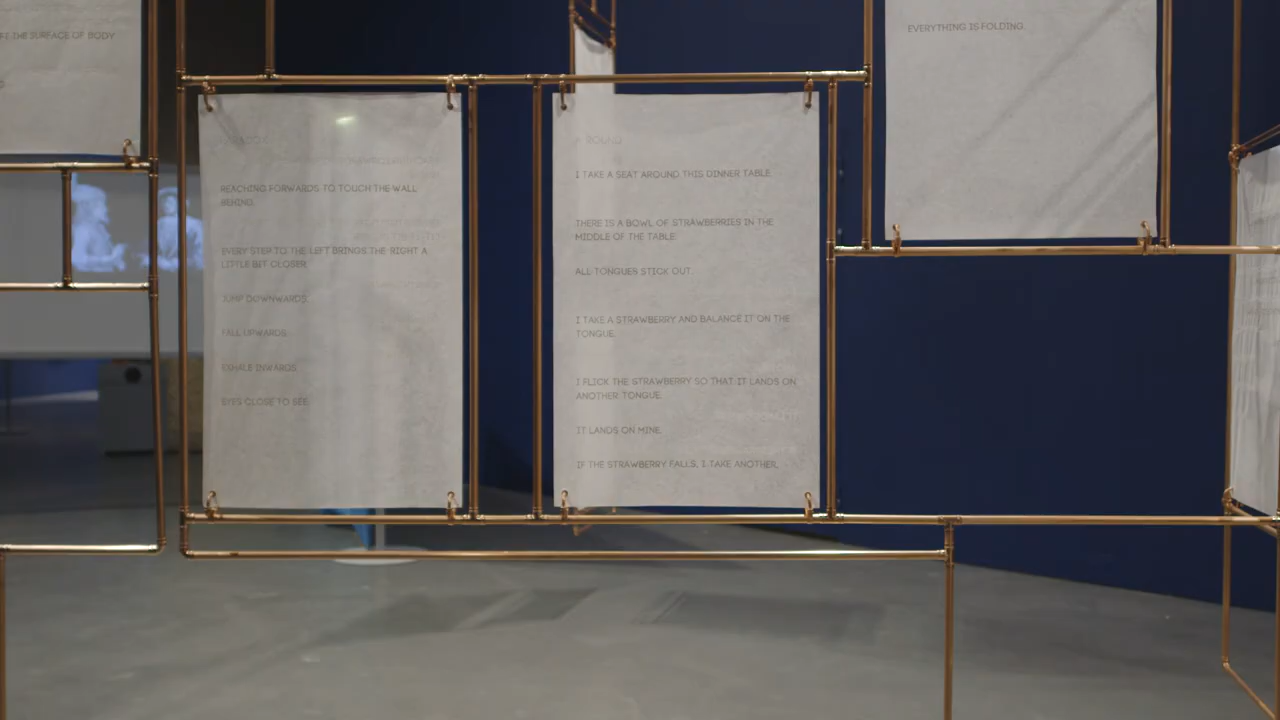 THE SURFACE OF BODY
REACHING FORWARDS TO TOUCH THE WALL
BEHIND.
EVERY STEP TO THE LEFT BRINGS THE RIGHT A
LITTLE BIT CLOSER.
JUMP DOWNWARDS.
FALL UPWARDS.
EXHALE INWARDS.
EYES CLOSE TO SEE.
A ROUND
I TAKE A SEAT AROUND THIS DINNER TABLE.
THERE IS A BOWL OF STRAWBERRIES IN THE
MIDDLE OF THE TABLE.
ALL TONGUES STICK OUT.
I TAKE A STRAWBERRY AND BALANCE IT ON THE
TONGUE.
I FLICK THE STRAWBERRY SO THAT IT LANDS ON
ANOTHER TONGUE.
IT LANDS ON MINE.
IF THE STRAWBERRY FALLS, I TAKE ANOTHER.
EVERYTHING IS FOLDING.